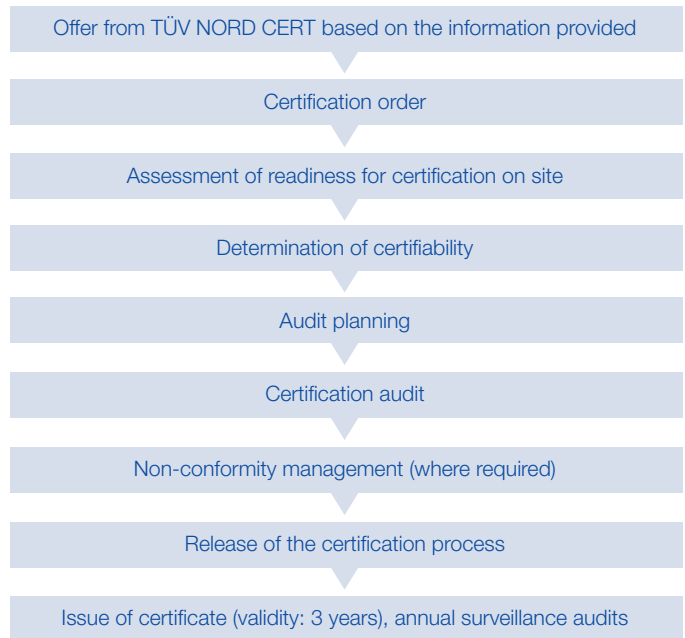 Offer from TÜV NORD CERT based on the information provided
Certification order
Assessment of readiness for certification on site
Determination of certifiability
Audit planning
Certification audit
Non-conformity management (where required)
Release of the certification process
Issue of certificate (validity: 3 years), annual surveillance audits